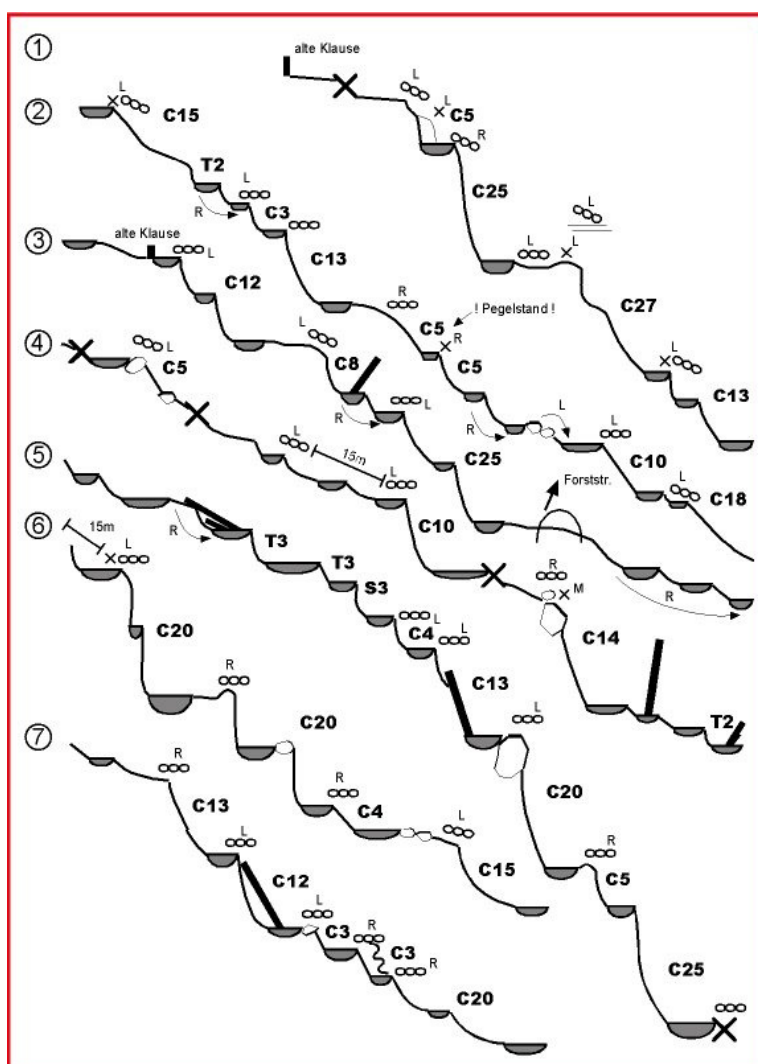 ①
alte Klause
L
L
C5
R
C25
L
L
L
C27
L
C13
②
L
C15
T2
R
L
C3
C13
R
C5
! Pegelstand !
R
C5
R
L
L
C10
L
C18
③
alte Klause
L
C12
L
C8
R
L
C25
Forststr.
R
④
L
C5
L
15m
L
C10
R
M
C14
T2
⑤
R
T3
T3
S3
L
C4
L
C13
L
C20
R
C5
C25
⑥
15m
L
C20
R
C20
R
C4
L
C15
⑦
R
C13
L
C12
L
C3
R
C3
R
C20